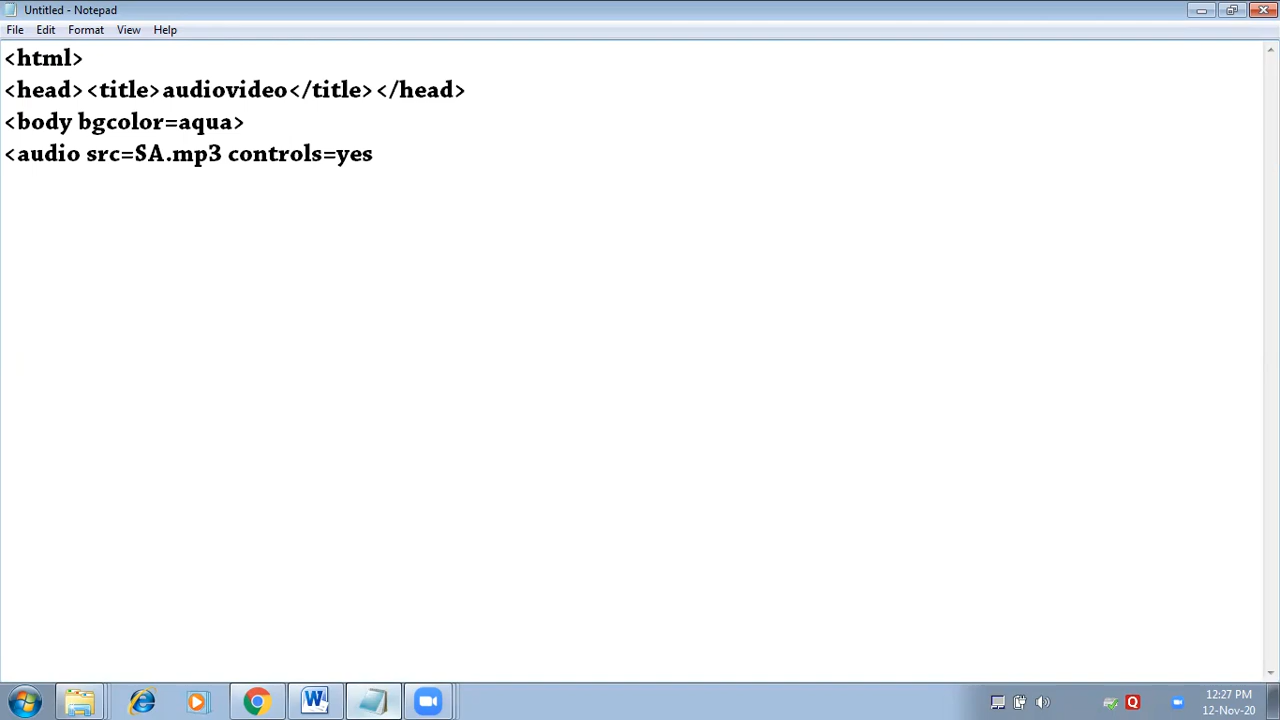 Untitled - Notepad
File Edit Format View Help
<html>
<head><title>audiovideo</title></head>
<body bgcolor=aqua>
<audio src=SA.mp3 controls=yes
12:27 PM
12-Nov-20